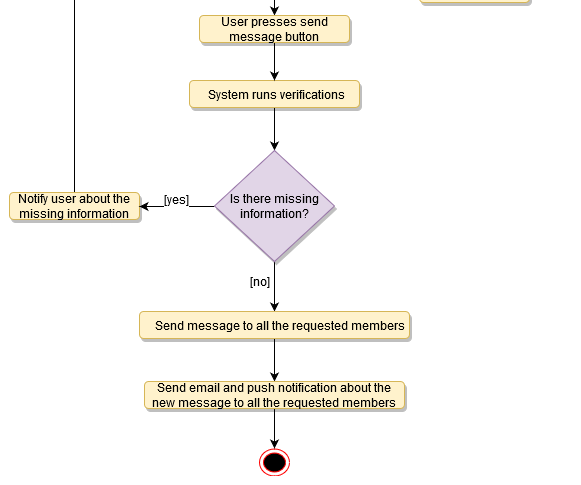 User presses send
message button
System runs verifications
Is there missing
information?
[yes]
Notify user about the
missing information
[no]
Send message to all the requested members
Send email and push notification about the
new message to all the requested members